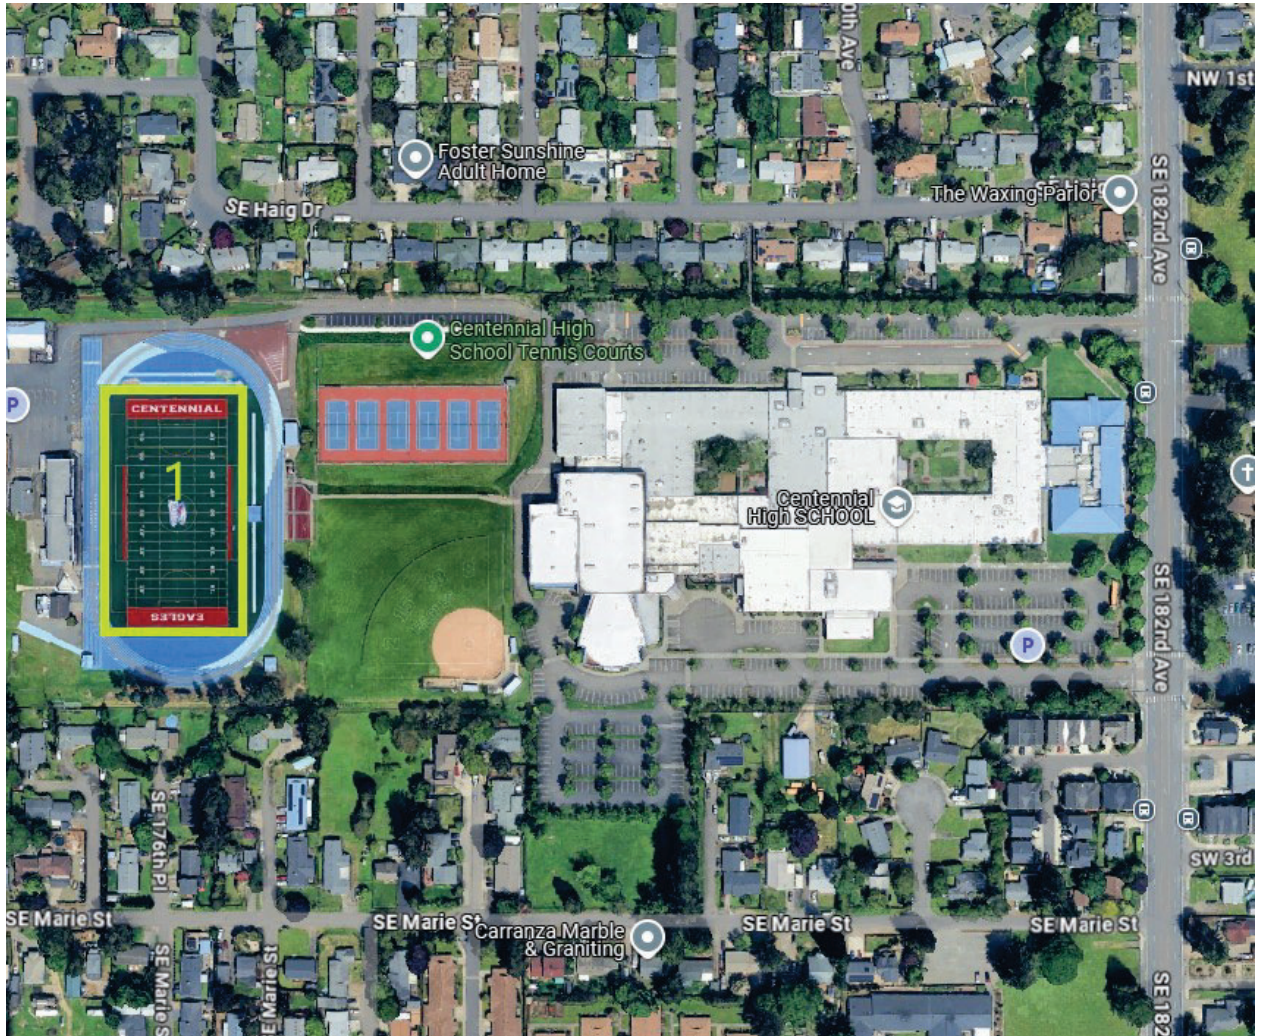 0th Ave
NW 1st
Foster Sunshine
Adult Home
SE Haig Dr
The Waxing Parlor
SE 182nd Ave
Centennial High
School Tennis Courts
P
CENTENNIAL
1
Centennial
High SCHOOL
EAGLES
SE 182nd Ave
P
SE 176th Pl
SW 3rd
SE Marie St
SE Marie St
SE Marie St
SE Marie St
Carranza Marble
& Graniting
SE Marie S
E Marie St
SE 182